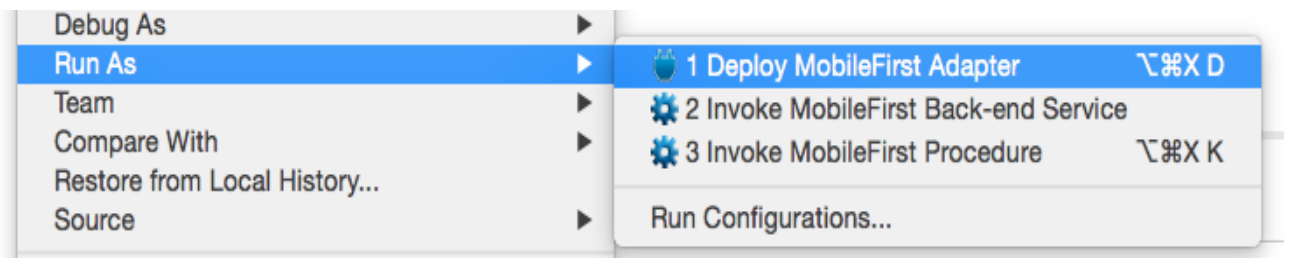 Debug As
Run As
Team
Compare With
Restore from Local History...
Source
1 Deploy MobileFirst Adapter ⌥⌘X D
2 Invoke MobileFirst Back-end Service
3 Invoke MobileFirst Procedure ⌥⌘X K
Run Configurations...